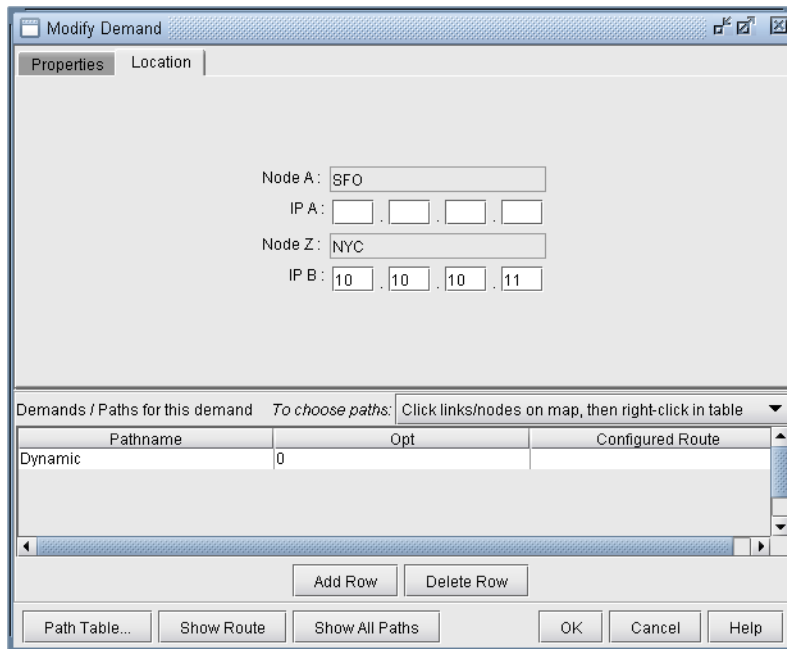 Modify Demand
Properties Location
Node A : SFO
IP A : . . .
Node Z : NYC
IP B : 10 . 10 . 10 . 11
Demands / Paths for this demand To choose paths: Click links/nodes on map, then right-click in table
Pathname Opt Configured Route
Dynamic 0
Add Row Delete Row
Path Table... Show Route Show All Paths OK Cancel Help